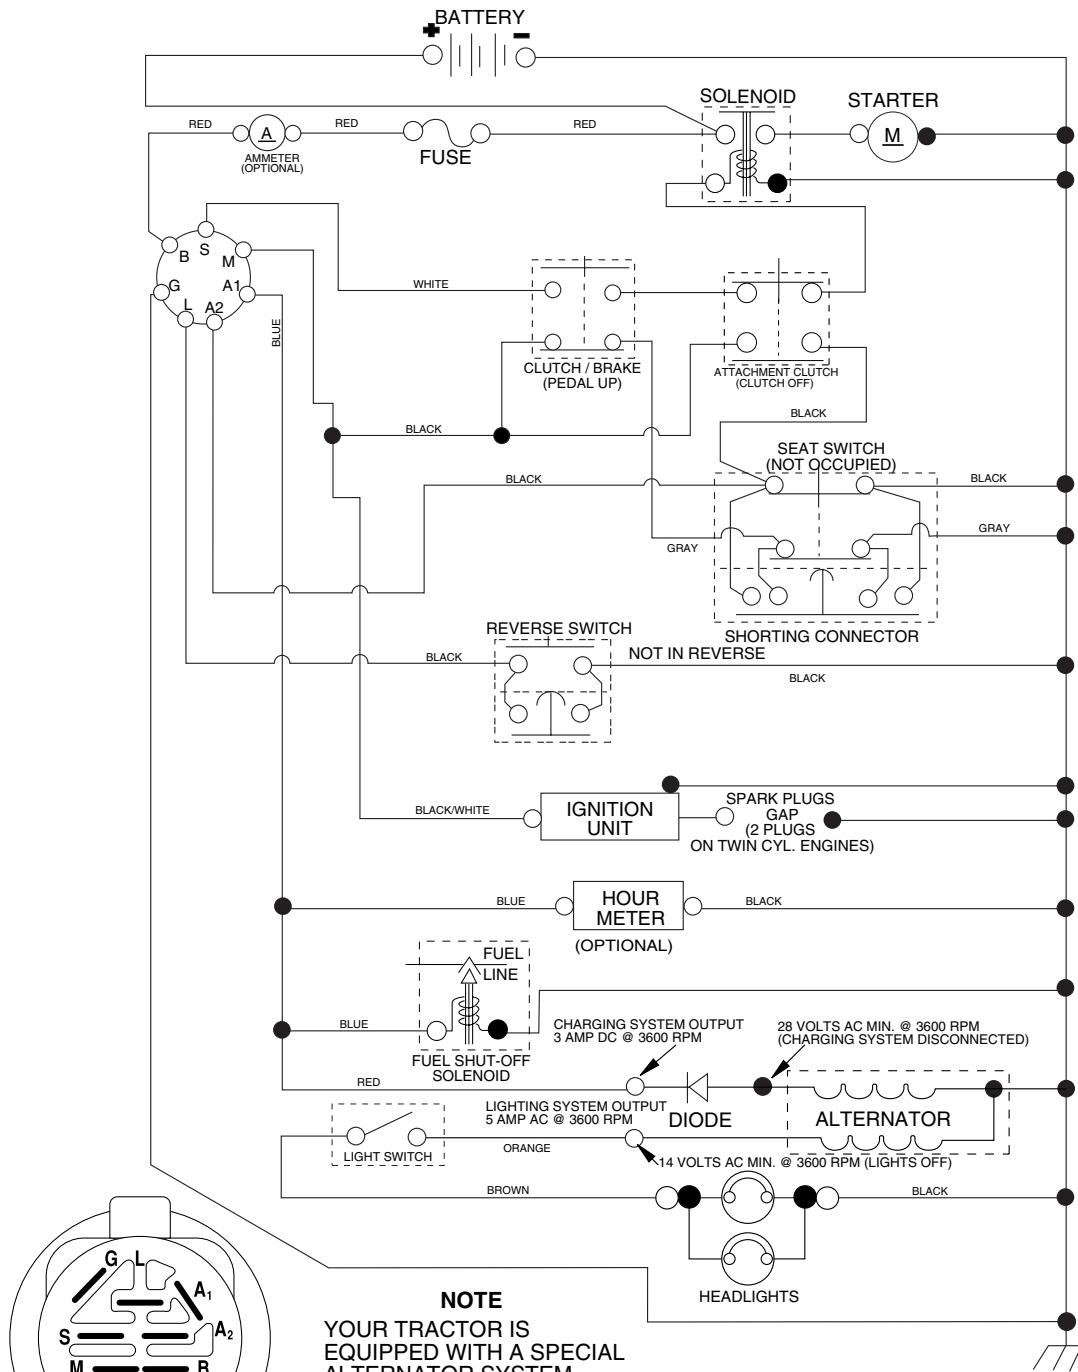 BATTERY
SOLENOID
STARTER
RED
A
RED
RED
M
AMMETER
(OPTIONAL)
FUSE
S
B
M
G
A1
L
A2
BLUE
WHITE
CLUTCH / BRAKE
(PEDAL UP)
ATTACHMENT CLUTCH
(CLUTCH OFF)
BLACK
BLACK
SEAT SWITCH
(NOT OCCUPIED)
BLACK
BLACK
GRAY
GRAY
SHORTING CONNECTOR
REVERSE SWITCH
BLACK
NOT IN REVERSE
BLACK
BLACK/WHITE
IGNITION
UNIT
SPARK PLUGS
GAP
(2 PLUGS
ON TWIN CYL. ENGINES)
BLUE
HOUR
METER
BLACK
(OPTIONAL)
FUEL
LINE
BLUE
FUEL SHUT-OFF
SOLENOID
CHARGING SYSTEM OUTPUT
3 AMP DC @ 3600 RPM
28 VOLTS AC MIN. @ 3600 RPM
(CHARGING SYSTEM DISCONNECTED)
RED
DIODE
ALTERNATOR
LIGHTING SYSTEM OUTPUT
5 AMP AC @ 3600 RPM
LIGHT SWITCH
ORANGE
14 VOLTS AC MIN. @ 3600 RPM (LIGHTS OFF)
BROWN
BLACK
HEADLIGHTS
G L
A1
S
A2
M
B
NOTE
YOUR TRACTOR IS
EQUIPPED WITH A SPECIAL
ALTERNATOR SYSTEM